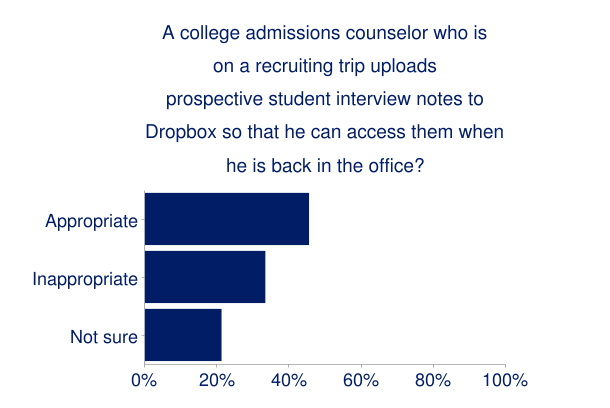 A college admissions counselor who is
on a recruiting trip uploads
prospective student interview notes to
Dropbox so that he can access them when
he is back in the office?
Appropriate
Inappropriate
Not sure
0% 20% 40% 60% 80% 100%